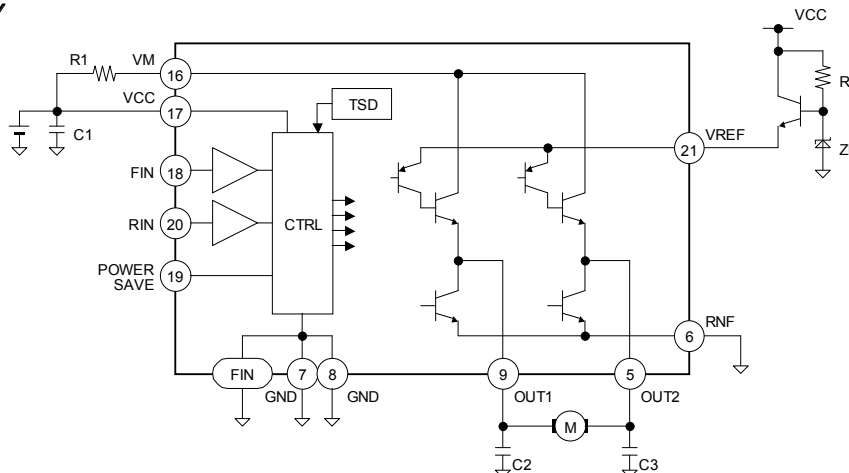 VCC
R1
VM
16
R
VCC
17
TSD
C1
21
VREF
Z
FIN
18
RIN
20
CTRL
POWER
SAVE
19
6
RNF
FIN
7
8
GND
GND
9
5
OUT1
OUT2
M
C2
C3